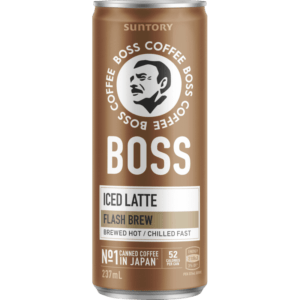 SUNTORY
BOSS COFFEE BOSS COFFEE BOSS COFFEE
BOSS
ICED LATTE
FLASH BREW
BREWED HOT / CHILLED FAST
Nº1 CANNED COFFEE IN JAPAN
52
237mL